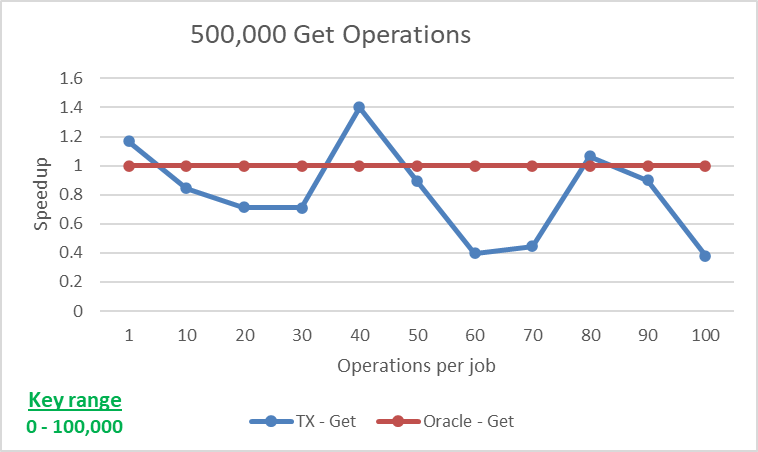 500,000 Get Operations
1.6
1.4
1.2
1
0.8
0.6
0.4
0.2
0
Speedup
1 10 20 30 40 50 60 70 80 90 100
Operations per job
Key range
0 - 100,000
TX - Get Oracle - Get